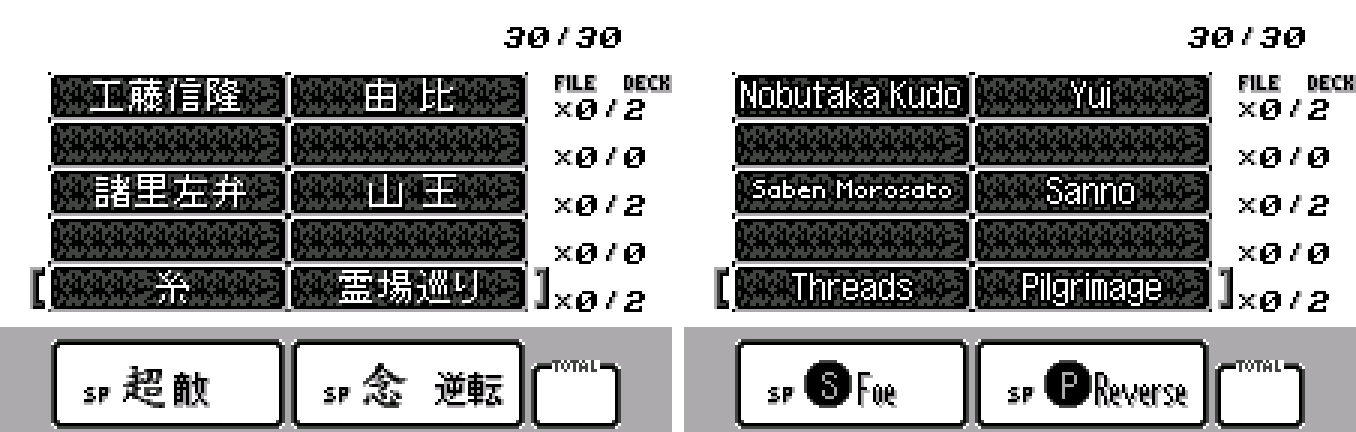 30/30
FILE DECK
工藤信隆 由比 ×0/2
×0/0
諸里左弁 山王 ×0/2
×0/0
[糸 霊場巡り] ×0/2
SP 超 敵 SP 念 逆転 TOTAL
30/30
FILE DECK
Nobutaka Kudo Yui ×0/2
×0/0
Saben Morosato Sanno ×0/2
×0/0
[Threads Pilgrimage] ×0/2
SP S Foe SP P Reverse TOTAL